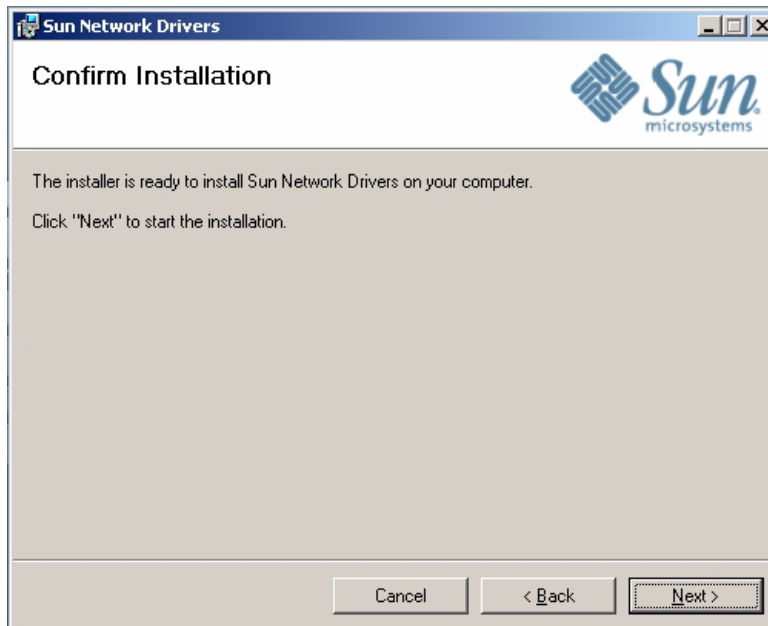 Sun Network Drivers
Confirm Installation
Sun
microsystems
The installer is ready to install Sun Network Drivers on your computer.
Click "Next" to start the installation.
Cancel
< Back
Next >